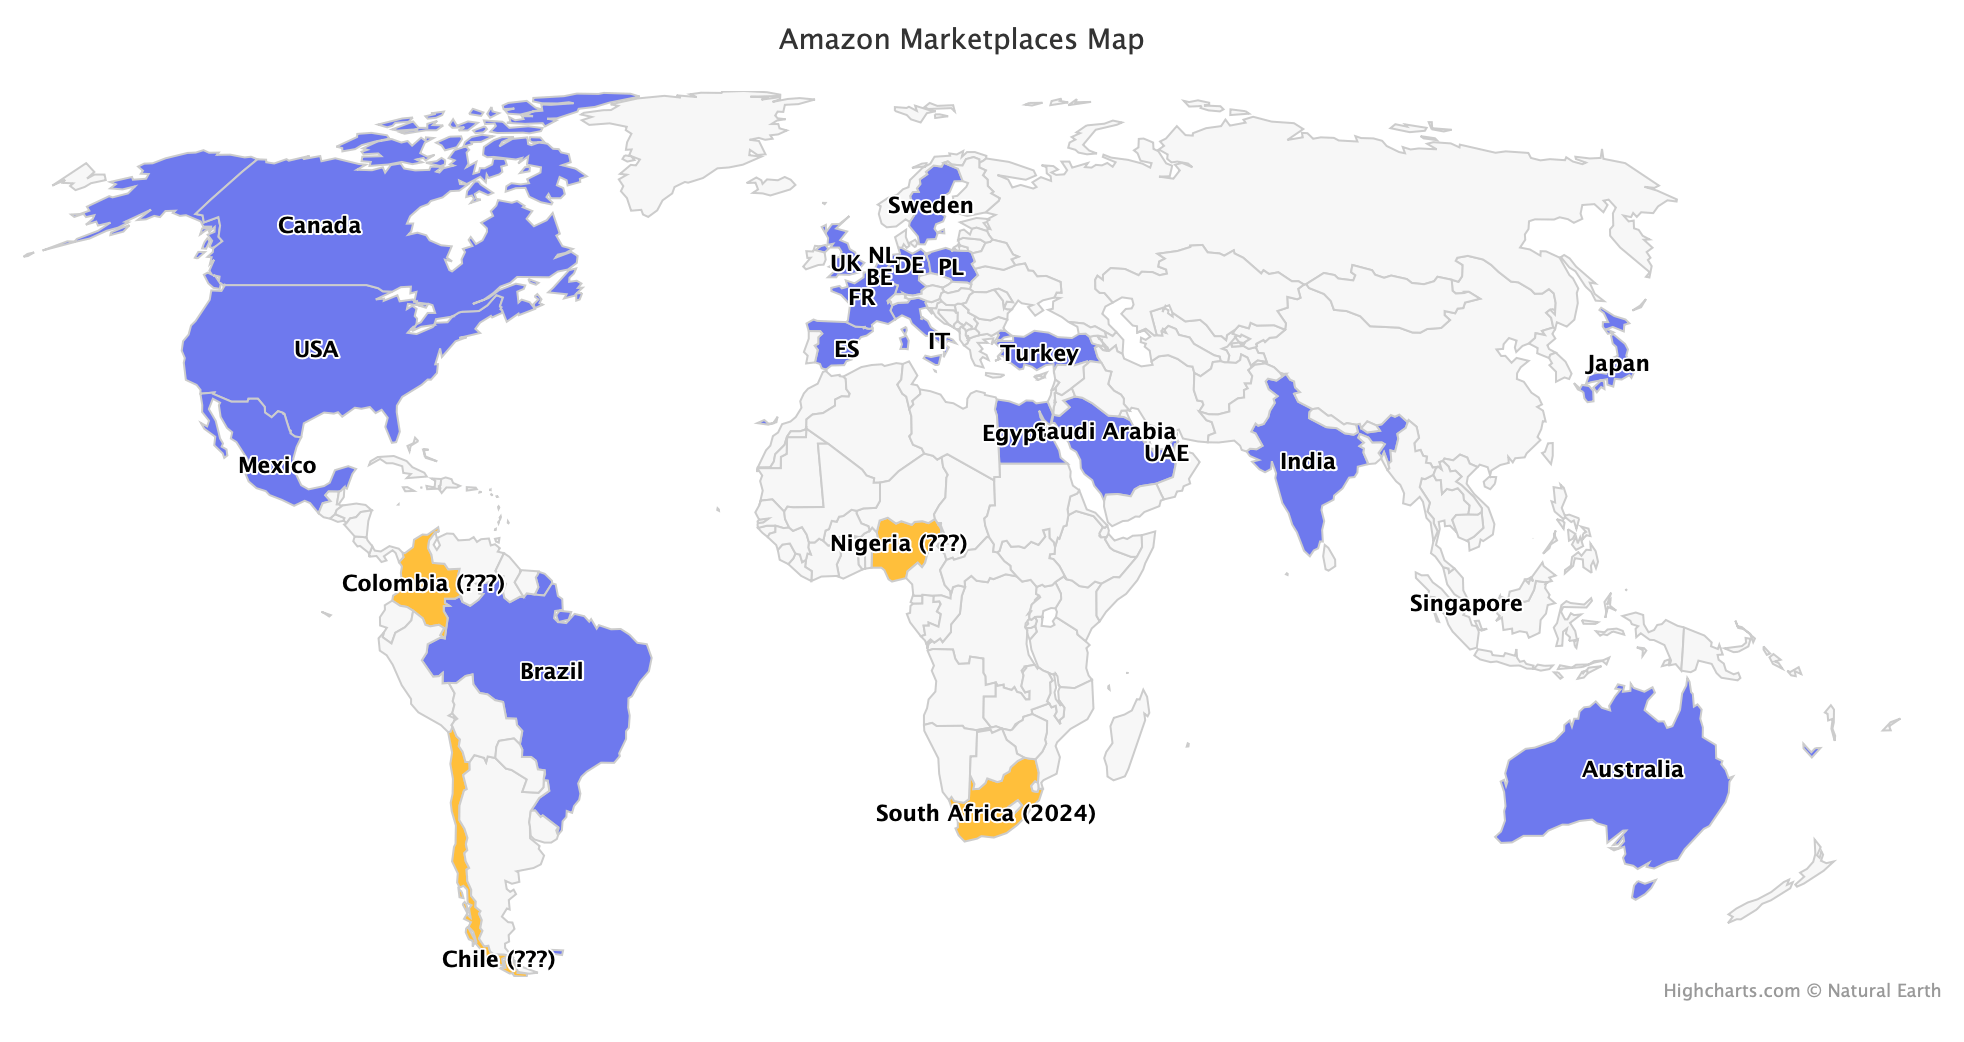 Amazon Marketplaces Map
Sweden
Canada
NL
UK
DE
PL
BE
FR
IT
USA
ES
Turkey
Japan
Egypt
Saudi Arabia
UAE
India
Mexico
Nigeria (???)
Colombia (???)
Singapore
Brazil
Australia
South Africa (2024)
Chile (???)
Highcharts.com © Natural Earth